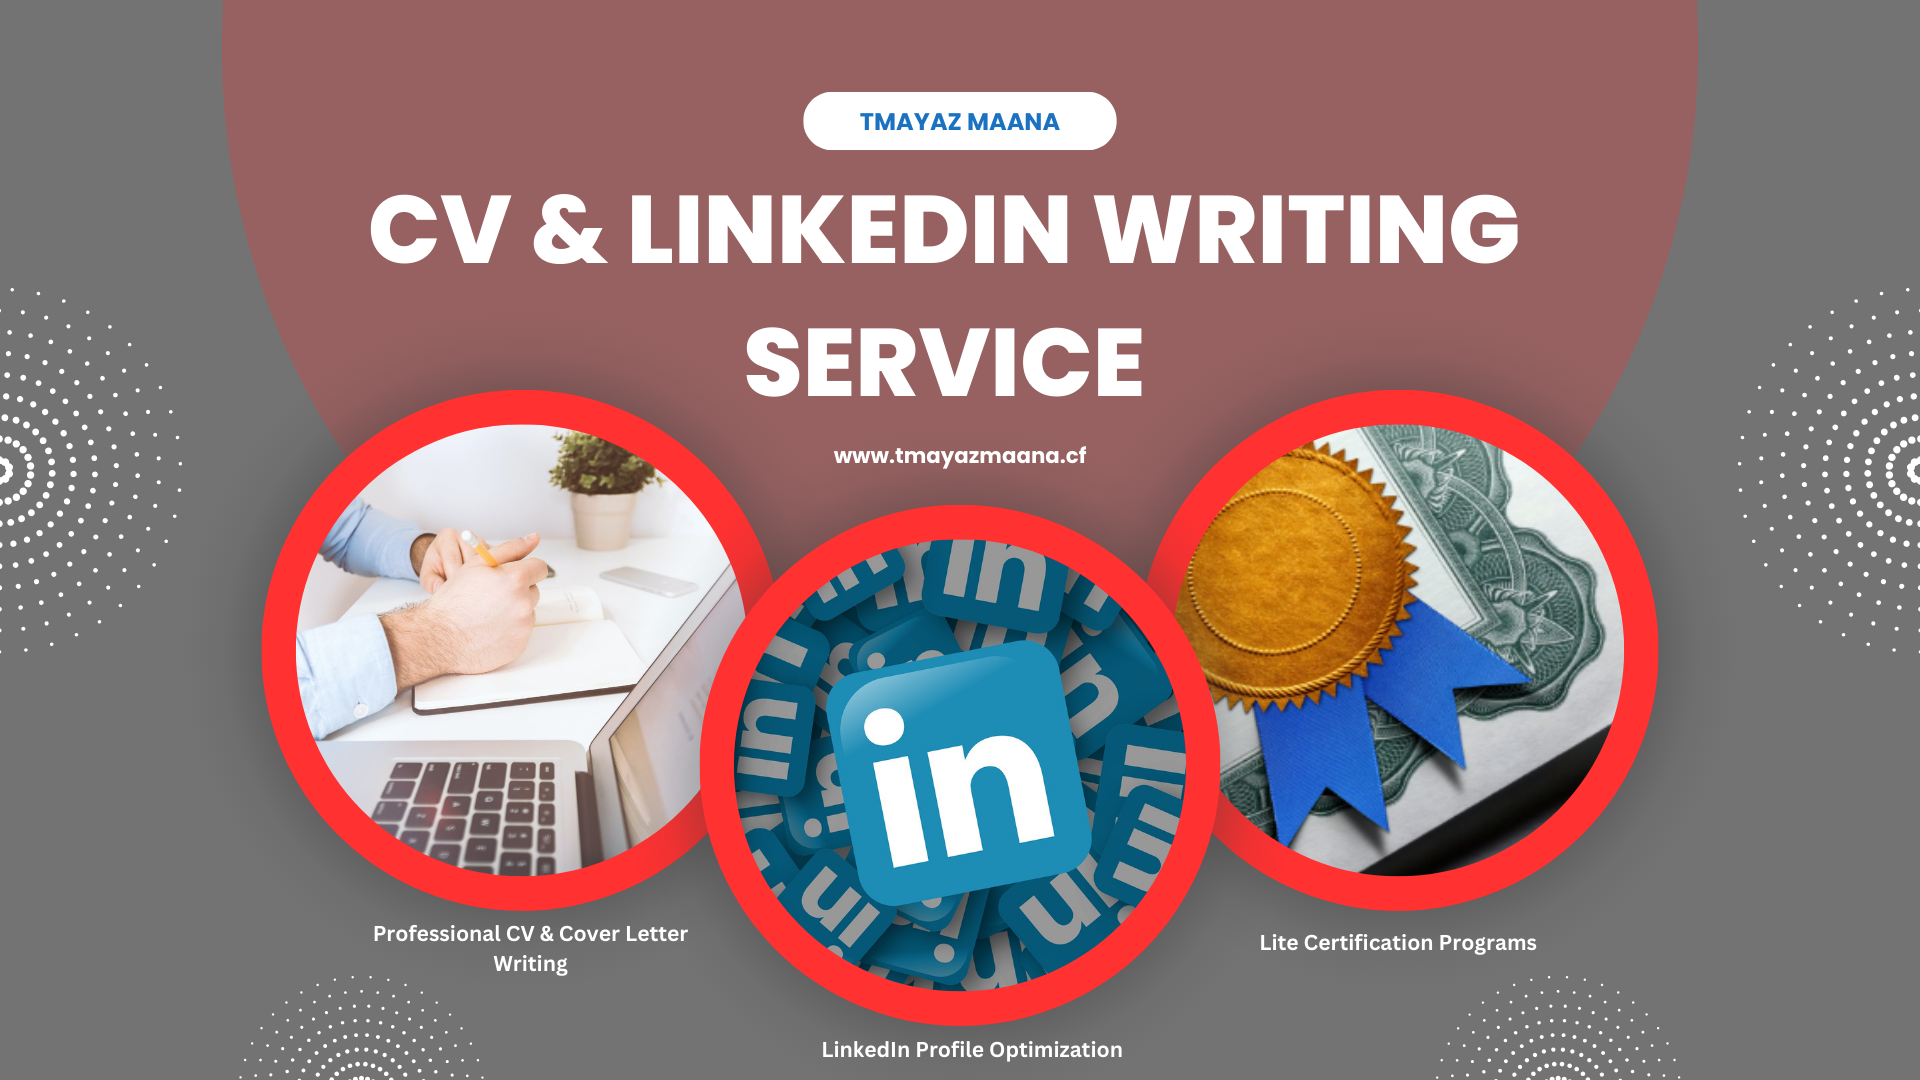 TMAYAZ MAANA
CV & LINKEDIN WRITING
SERVICE
www.tmayazmaana.cf
in
Professional CV & Cover Letter
Writing
Lite Certification Programs
LinkedIn Profile Optimization